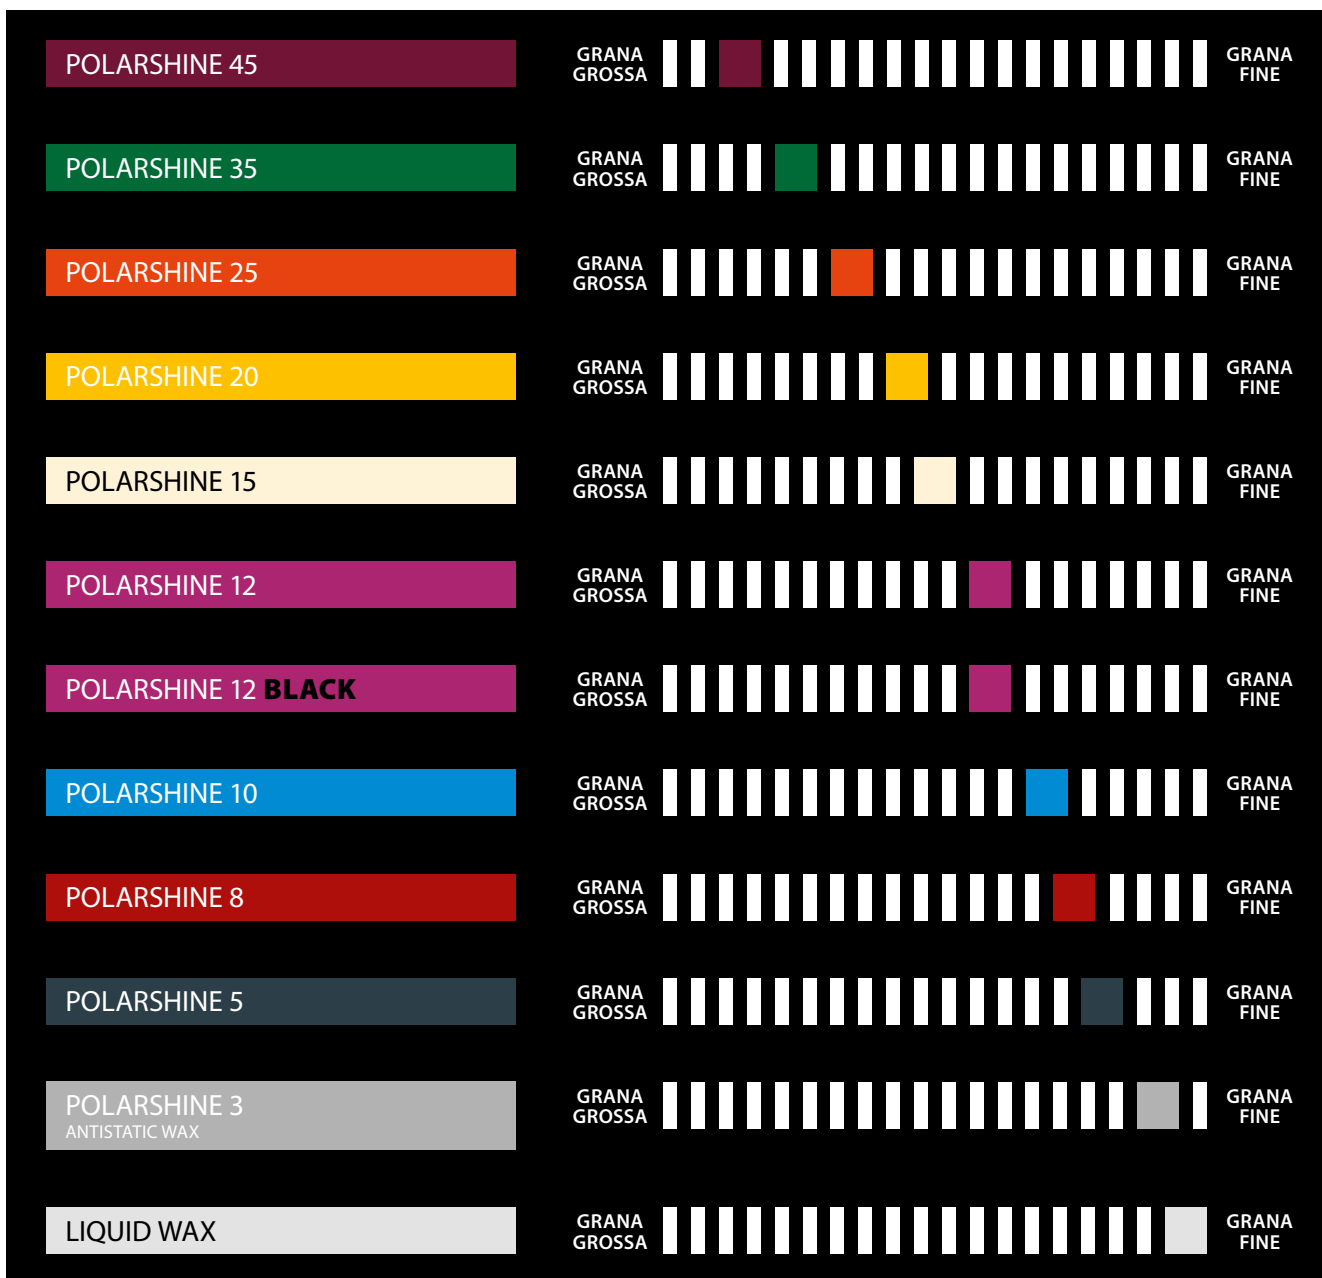 POLARSHINE 45
GRANA GRANA
GROSSA FINE
POLARSHINE 35
GRANA GRANA
GROSSA FINE
POLARSHINE 25
GRANA GRANA
GROSSA FINE
POLARSHINE 20
GRANA GRANA
GROSSA FINE
POLARSHINE 15
GRANA GRANA
GROSSA FINE
POLARSHINE 12
GRANA GRANA
GROSSA FINE
POLARSHINE 12 BLACK
GRANA GRANA
GROSSA FINE
POLARSHINE 10
GRANA GRANA
GROSSA FINE
POLARSHINE 8
GRANA GRANA
GROSSA FINE
POLARSHINE 5
GRANA GRANA
GROSSA FINE
POLARSHINE 3
ANTISTATIC WAX
GRANA GRANA
GROSSA FINE
LIQUID WAX
GRANA GRANA
GROSSA FINE